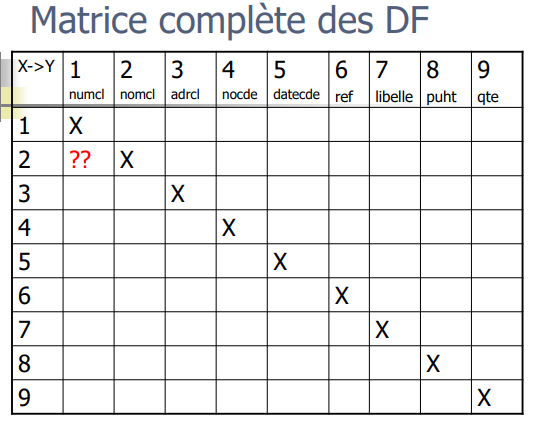 Matrice complète des DF
X->Y 1 2 3 4 5 6 7 8 9
numcl nomcl adrcl nocde datecde ref libelle puht qte
1 X
2 ?? X
3 X
4 X
5 X
6 X
7 X
8 X
9 X